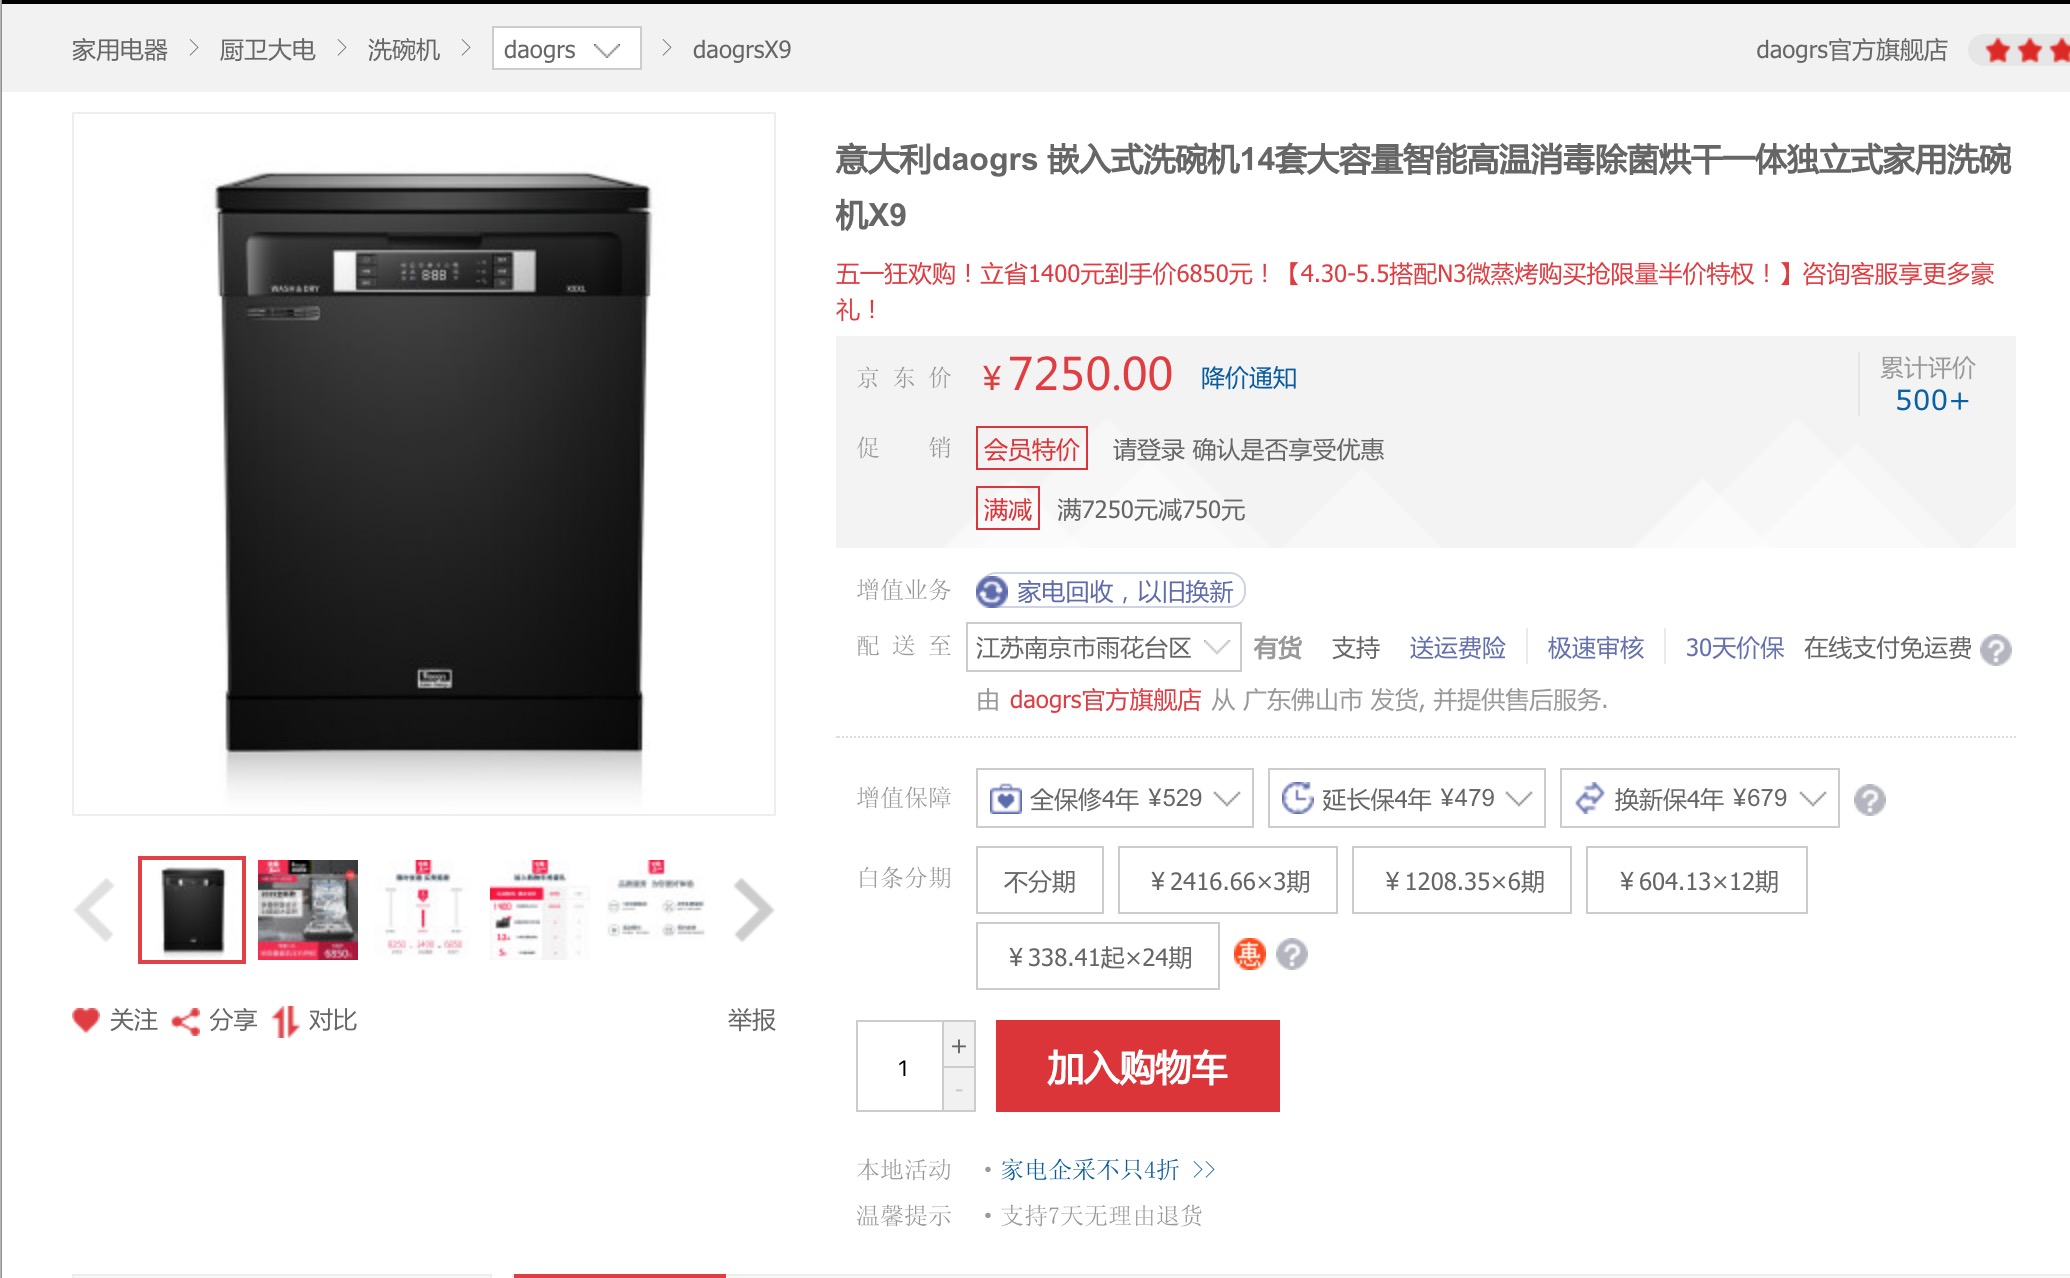 家用电器 > 厨卫大电 > 洗碗机 > daogrs > daogrsX9
daogrs官方旗舰店
WASH & DRY
意大利daogrs 嵌入式洗碗机14套大容量智能高温消毒除菌烘干一体独立式家用洗碗
机X9
五一狂欢购！立省1400元到手价6850元！【4.30-5.5搭配N3微蒸烤购买抢限量半价特权！】咨询客服享更多豪
礼！
京东价 ¥7250.00 降价通知
累计评价
500+
促销 会员特价 请登录 确认是否享受优惠
满减 满7250元减750元
增值业务 家电回收，以旧换新
配送至 江苏南京市雨花台区 有货 支持 送运费险 极速审核 30天价保 在线支付免运费 ?
由 daogrs官方旗舰店 从 广东佛山市 发货, 并提供售后服务.
增值保障 全保修4年 ¥529 延长保4年 ¥479 换新保4年 ¥679 ?
白条分期 不分期 ¥2416.66×3期 ¥1208.35×6期 ¥604.13×12期
¥338.41起×24期 惠 ?
关注 分享 对比 举报
1 + - 加入购物车
本地活动 · 家电企采不只4折 >>
温馨提示 · 支持7天无理由退货